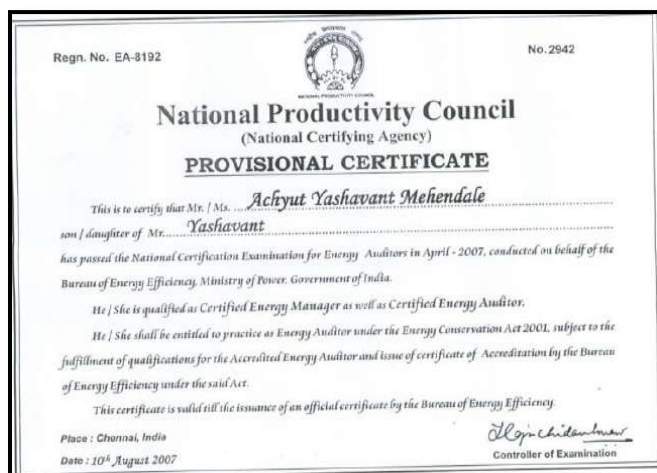 Regn. No. EA-8192
No. 2942
NATIONAL PRODUCTIVITY COUNCIL
National Productivity Council
(National Certifying Agency)
PROVISIONAL CERTIFICATE
This is to certify that Mr. / Ms. .... Achyut Yashavant Mehendale
son / daughter of Mr..... Yashavant
has passed the National Certification Examination for Energy Auditors in April - 2007, conducted on behalf of the
Bureau of Energy Efficiency, Ministry of Power, Government of India.
He / She is qualified as Certified Energy Manager as well as Certified Energy Auditor.
He / She shall be entitled to practice as Energy Auditor under the Energy Conservation Act 2001, subject to the
fulfillment of qualifications for the Accredited Energy Auditor and issue of certificate of Accreditation by the Bureau
of Energy Efficiency under the said Act.
This certificate is valid till the issuance of an official certificate by the Bureau of Energy Efficiency.
Place : Chennai, India
Date : 10th August 2007
Controller of Examination